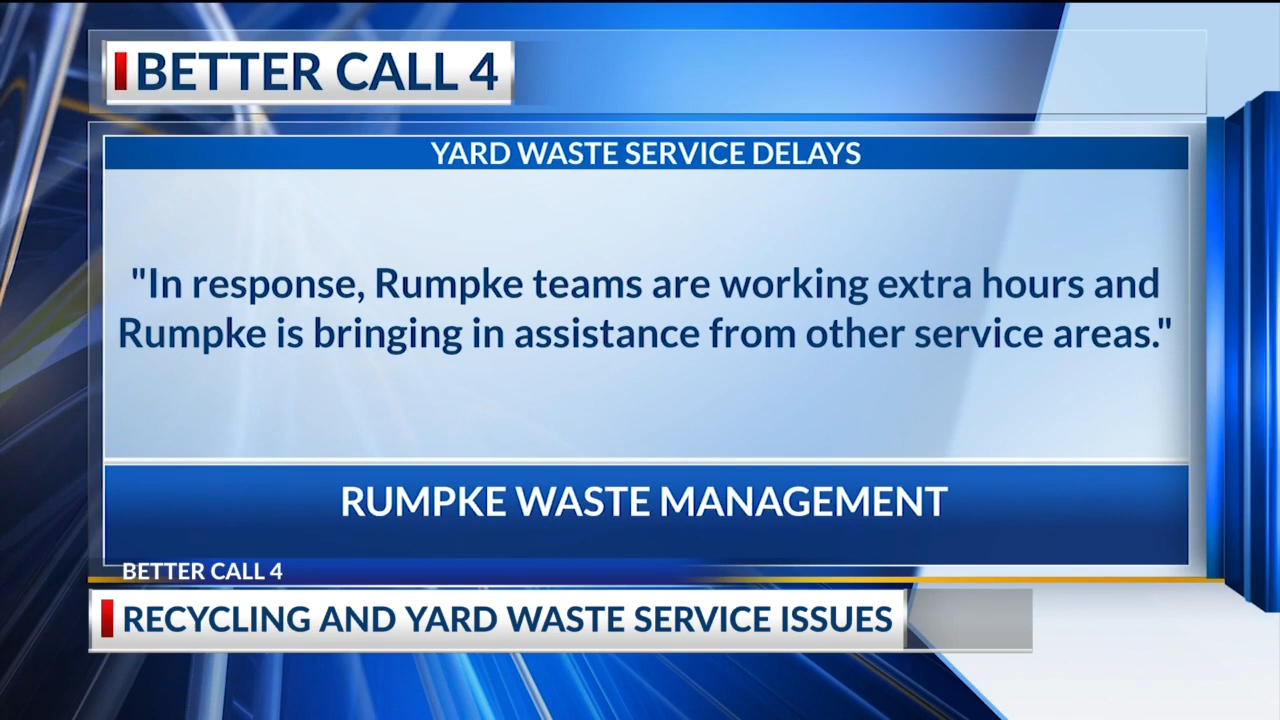 BETTER CALL 4
YARD WASTE SERVICE DELAYS
"In response, Rumpke teams are working extra hours and
Rumpke is bringing in assistance from other service areas."
RUMPKE WASTE MANAGEMENT
BETTER CALL 4
RECYCLING AND YARD WASTE SERVICE ISSUES